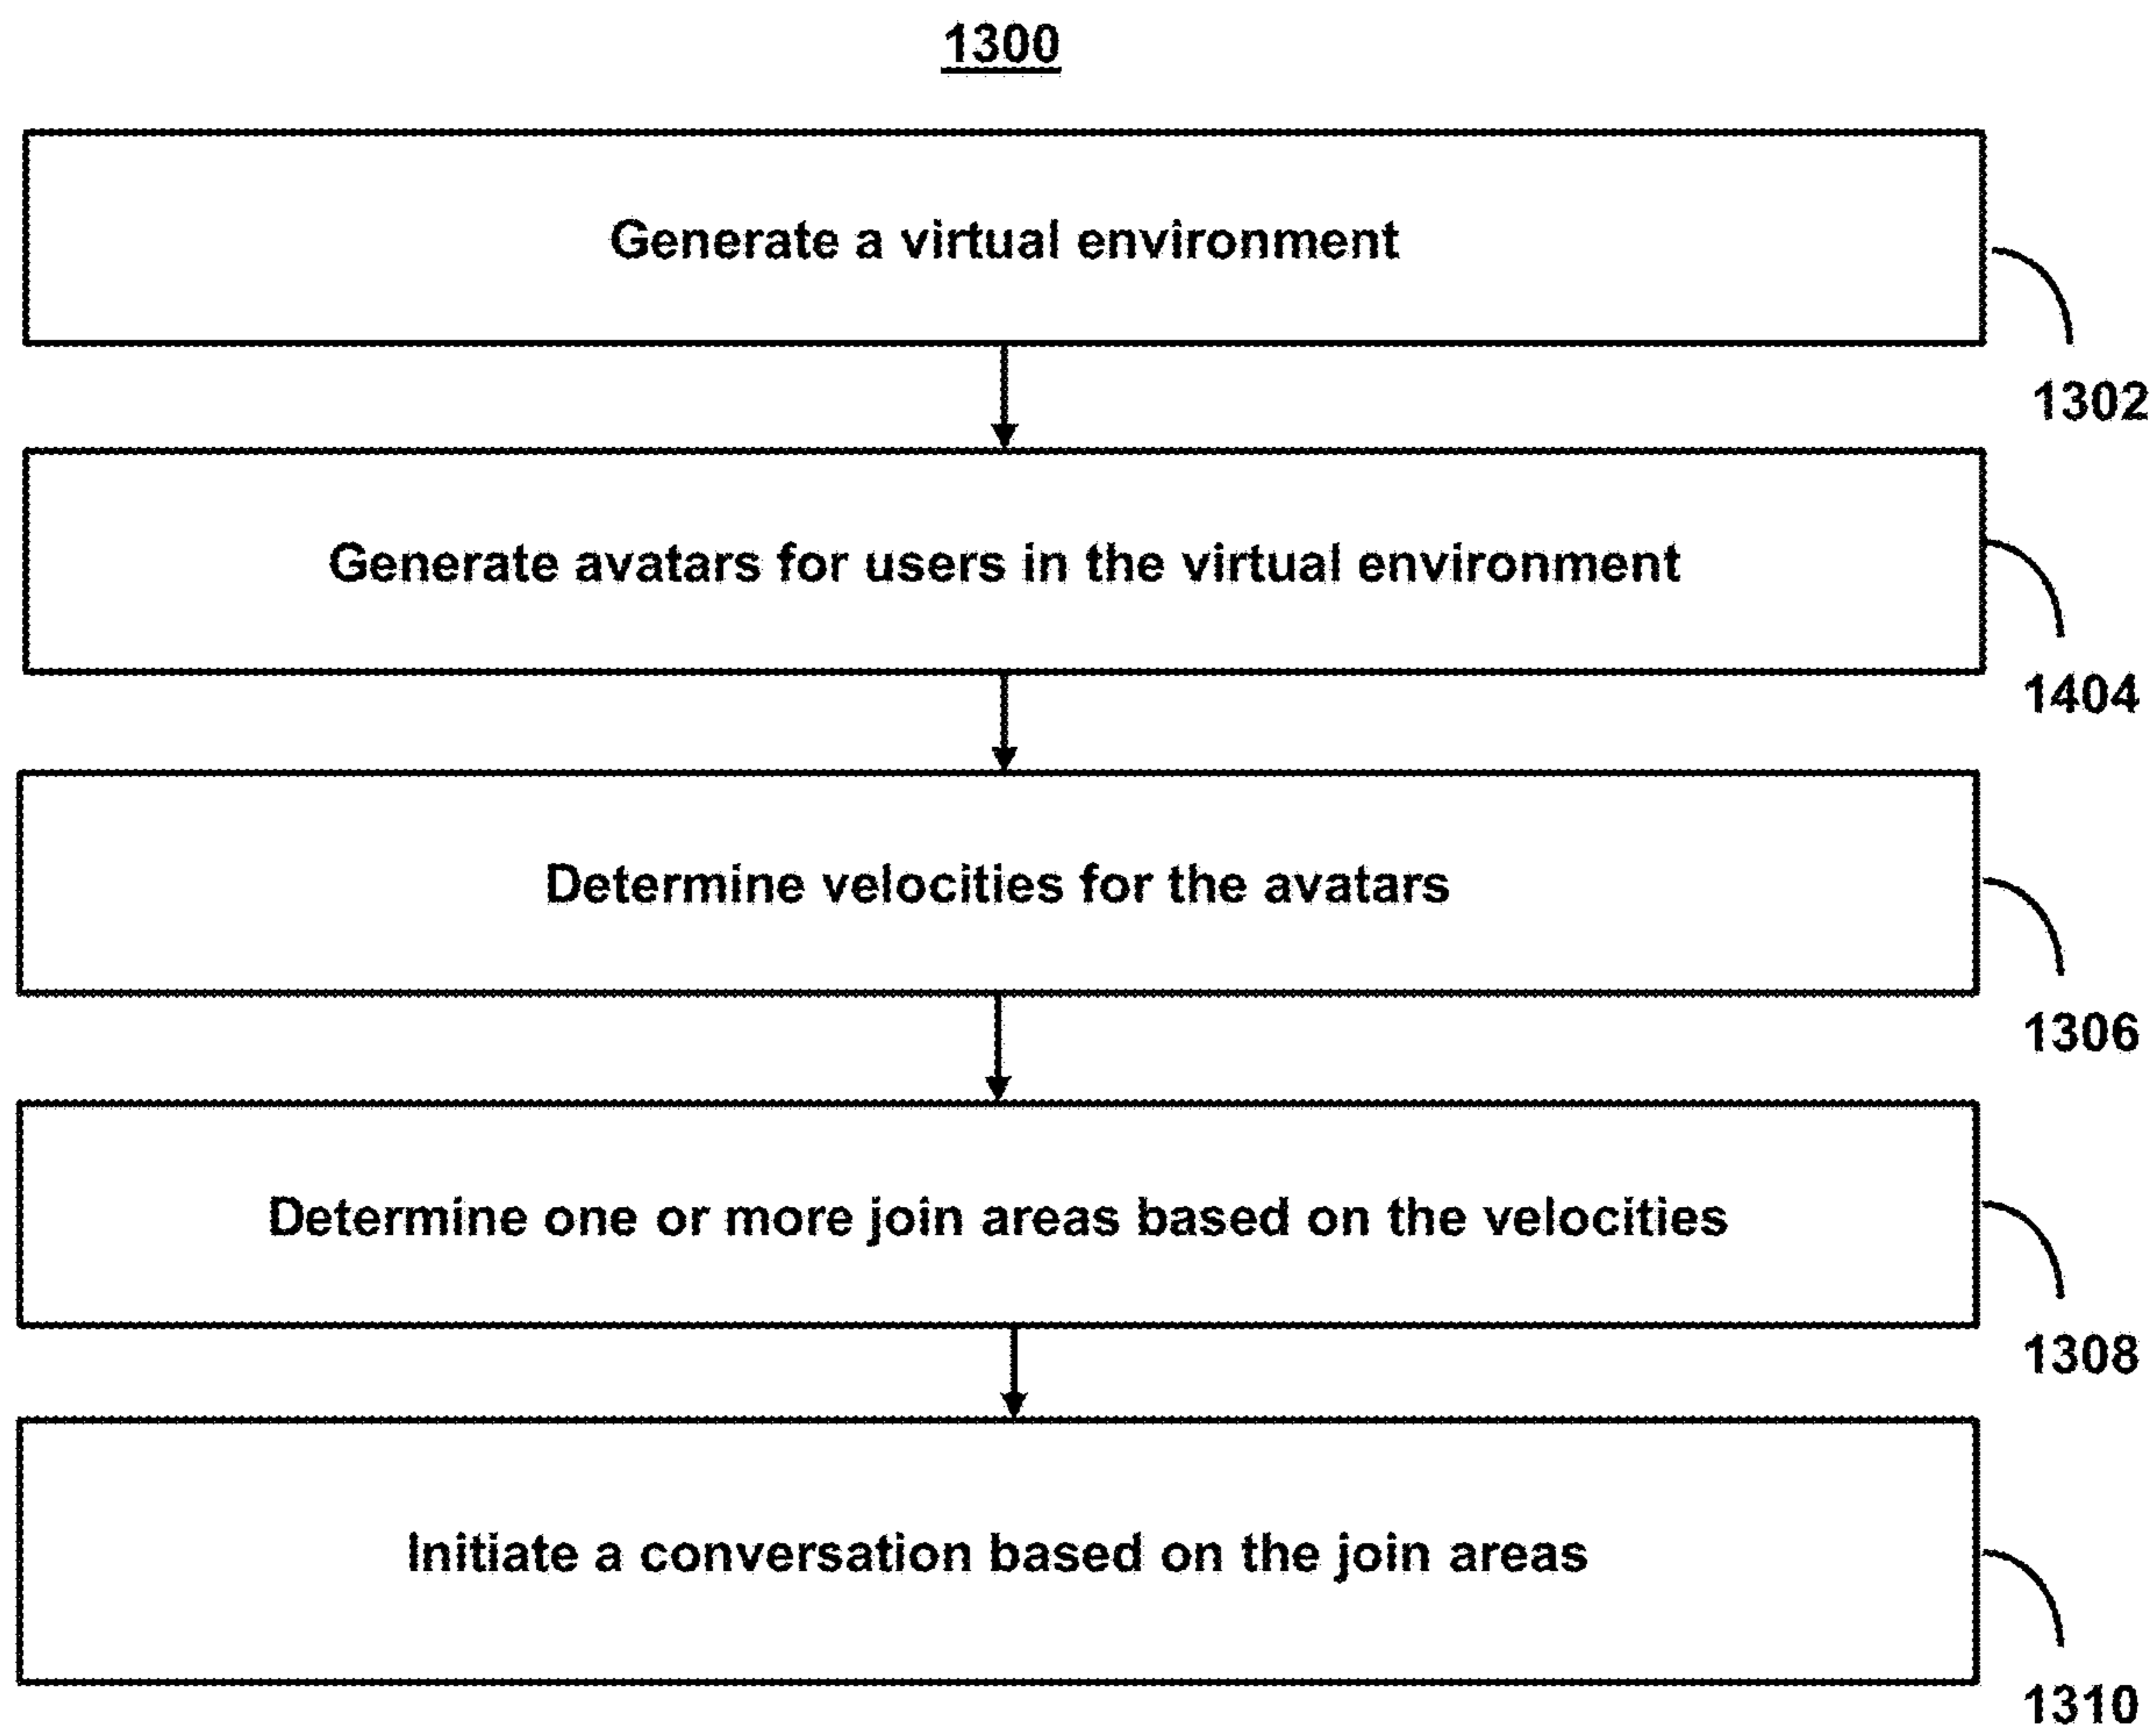 1300
Generate a virtual environment
1302
Generate avatars for users in the virtual environment
1404
Determine velocities for the avatars
1306
Determine one or more join areas based on the velocities
1308
Initiate a conversation based on the join areas
1310